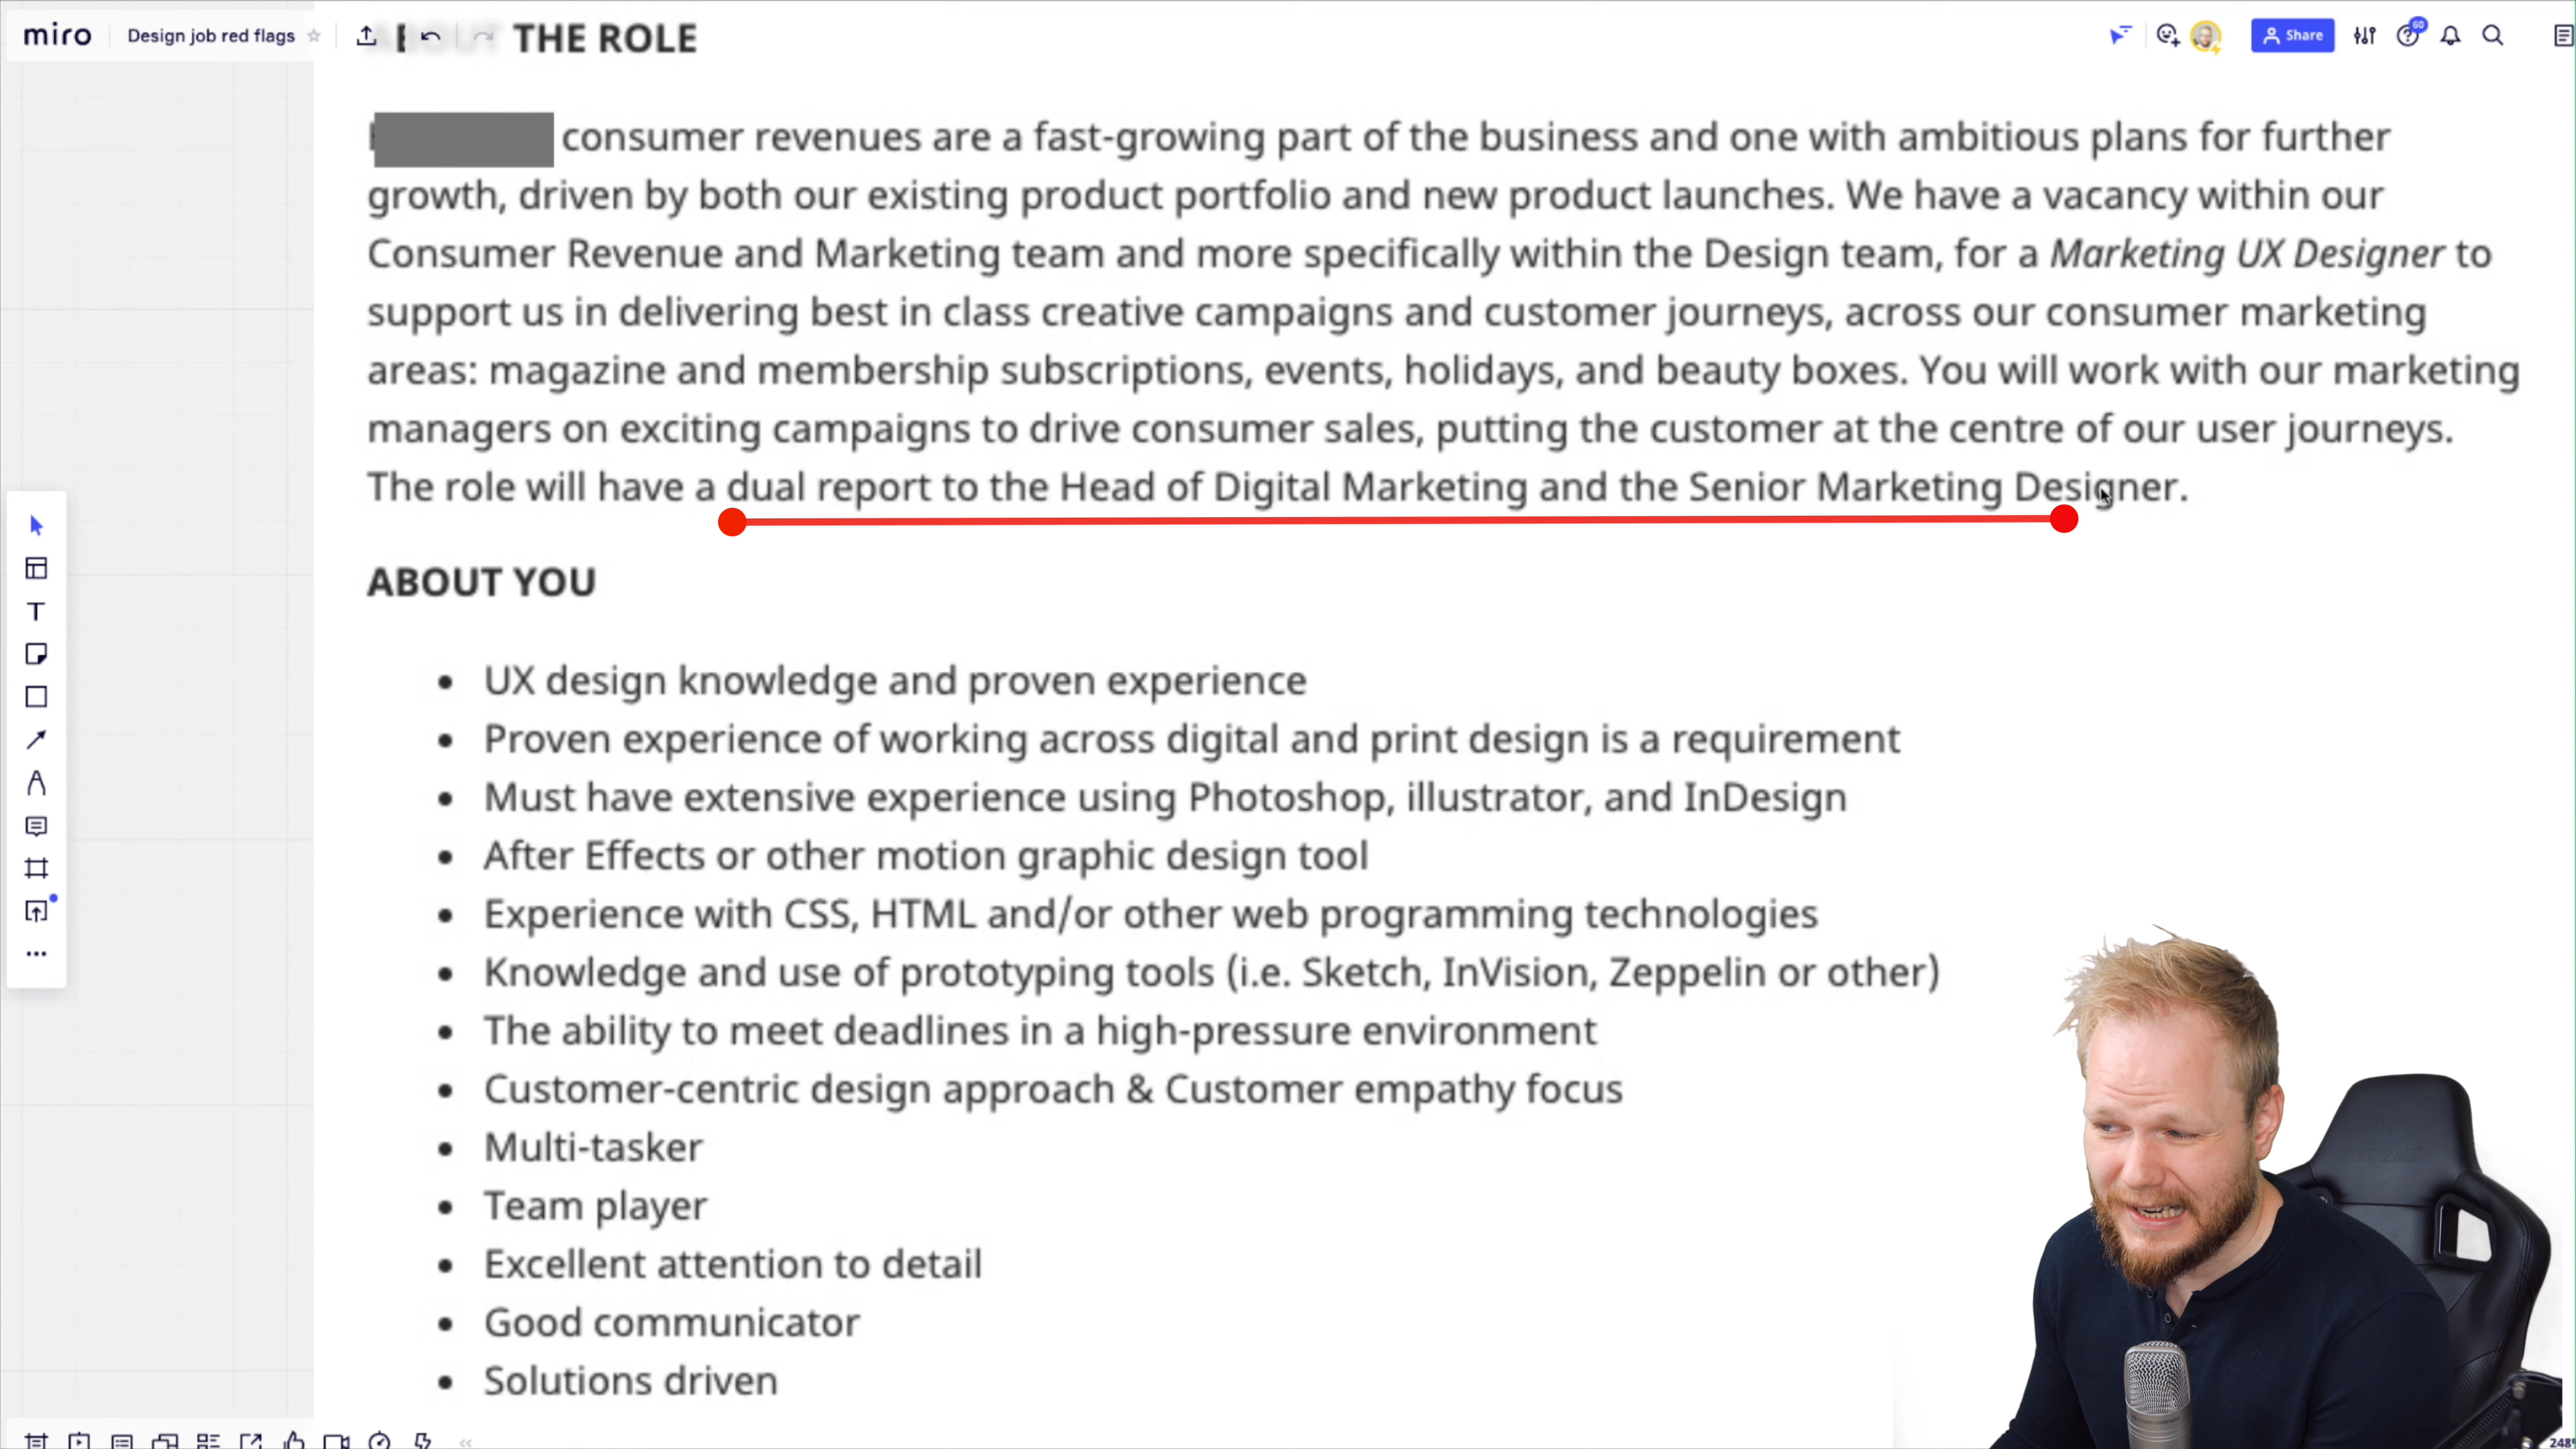 miro
Design job red flags
THE ROLE
Share
60
consumer revenues are a fast-growing part of the business and one with ambitious plans for further
growth, driven by both our existing product portfolio and new product launches. We have a vacancy within our
Consumer Revenue and Marketing team and more specifically within the Design team, for a Marketing UX Designer to
support us in delivering best in class creative campaigns and customer journeys, across our consumer marketing
areas: magazine and membership subscriptions, events, holidays, and beauty boxes. You will work with our marketing
managers on exciting campaigns to drive consumer sales, putting the customer at the centre of our user journeys.
The role will have a dual report to the Head of Digital Marketing and the Senior Marketing Designer.
ABOUT YOU
• UX design knowledge and proven experience
• Proven experience of working across digital and print design is a requirement
• Must have extensive experience using Photoshop, illustrator, and InDesign
• After Effects or other motion graphic design tool
• Experience with CSS, HTML and/or other web programming technologies
• Knowledge and use of prototyping tools (i.e. Sketch, InVision, Zeppelin or other)
• The ability to meet deadlines in a high-pressure environment
• Customer-centric design approach & Customer empathy focus
• Multi-tasker
• Team player
• Excellent attention to detail
• Good communicator
• Solutions driven